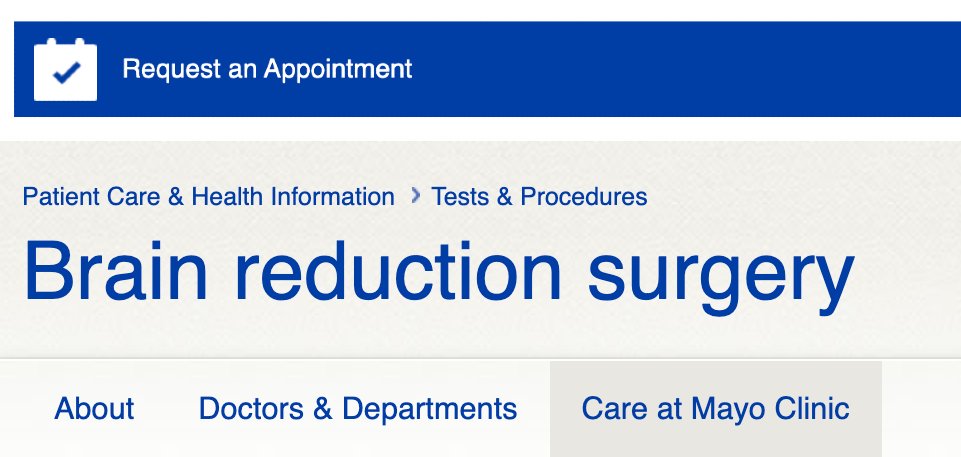 Request an Appointment
Patient Care & Health Information > Tests & Procedures
Brain reduction surgery
About Doctors & Departments Care at Mayo Clinic